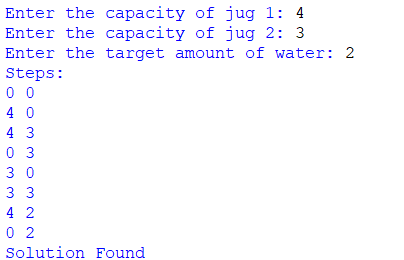 Enter the capacity of jug 1: 4
Enter the capacity of jug 2: 3
Enter the target amount of water: 2
Steps:
0 0
4 0
4 3
0 3
3 0
3 3
4 2
0 2
Solution Found